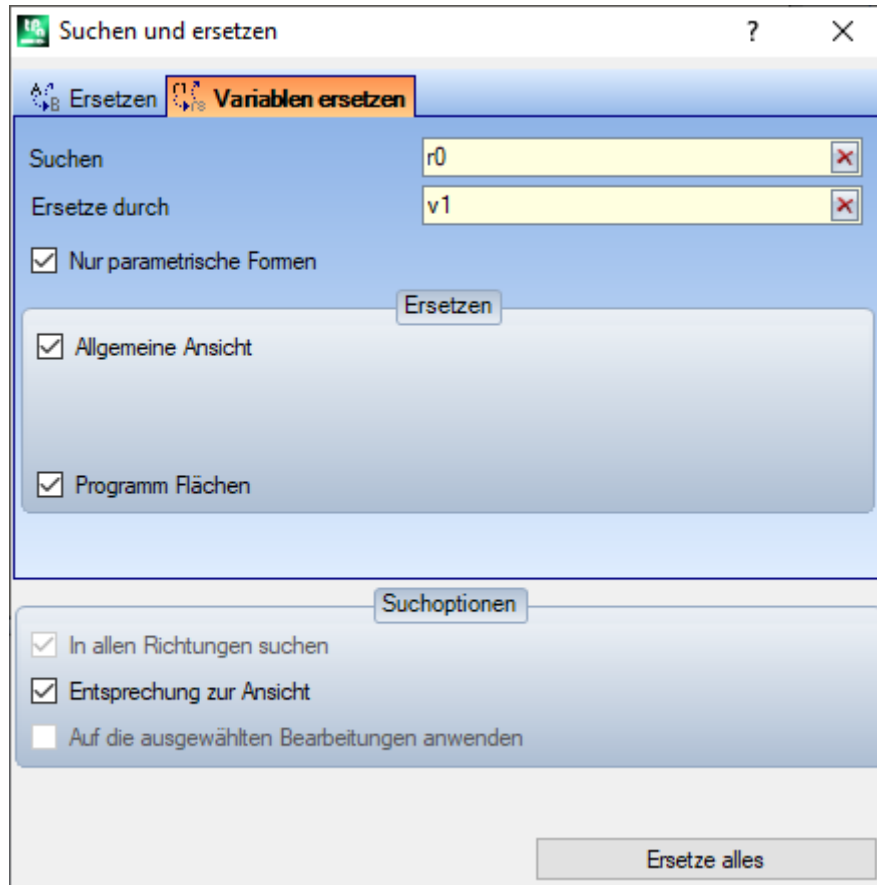 Suchen und ersetzen
Ersetzen Variablen ersetzen
Suchen r0
Ersetze durch v1
Nur parametrische Formen
Ersetzen
Allgemeine Ansicht
Programm Flächen
Suchoptionen
In allen Richtungen suchen
Entsprechung zur Ansicht
Auf die ausgewählten Bearbeitungen anwenden
Ersetze alles